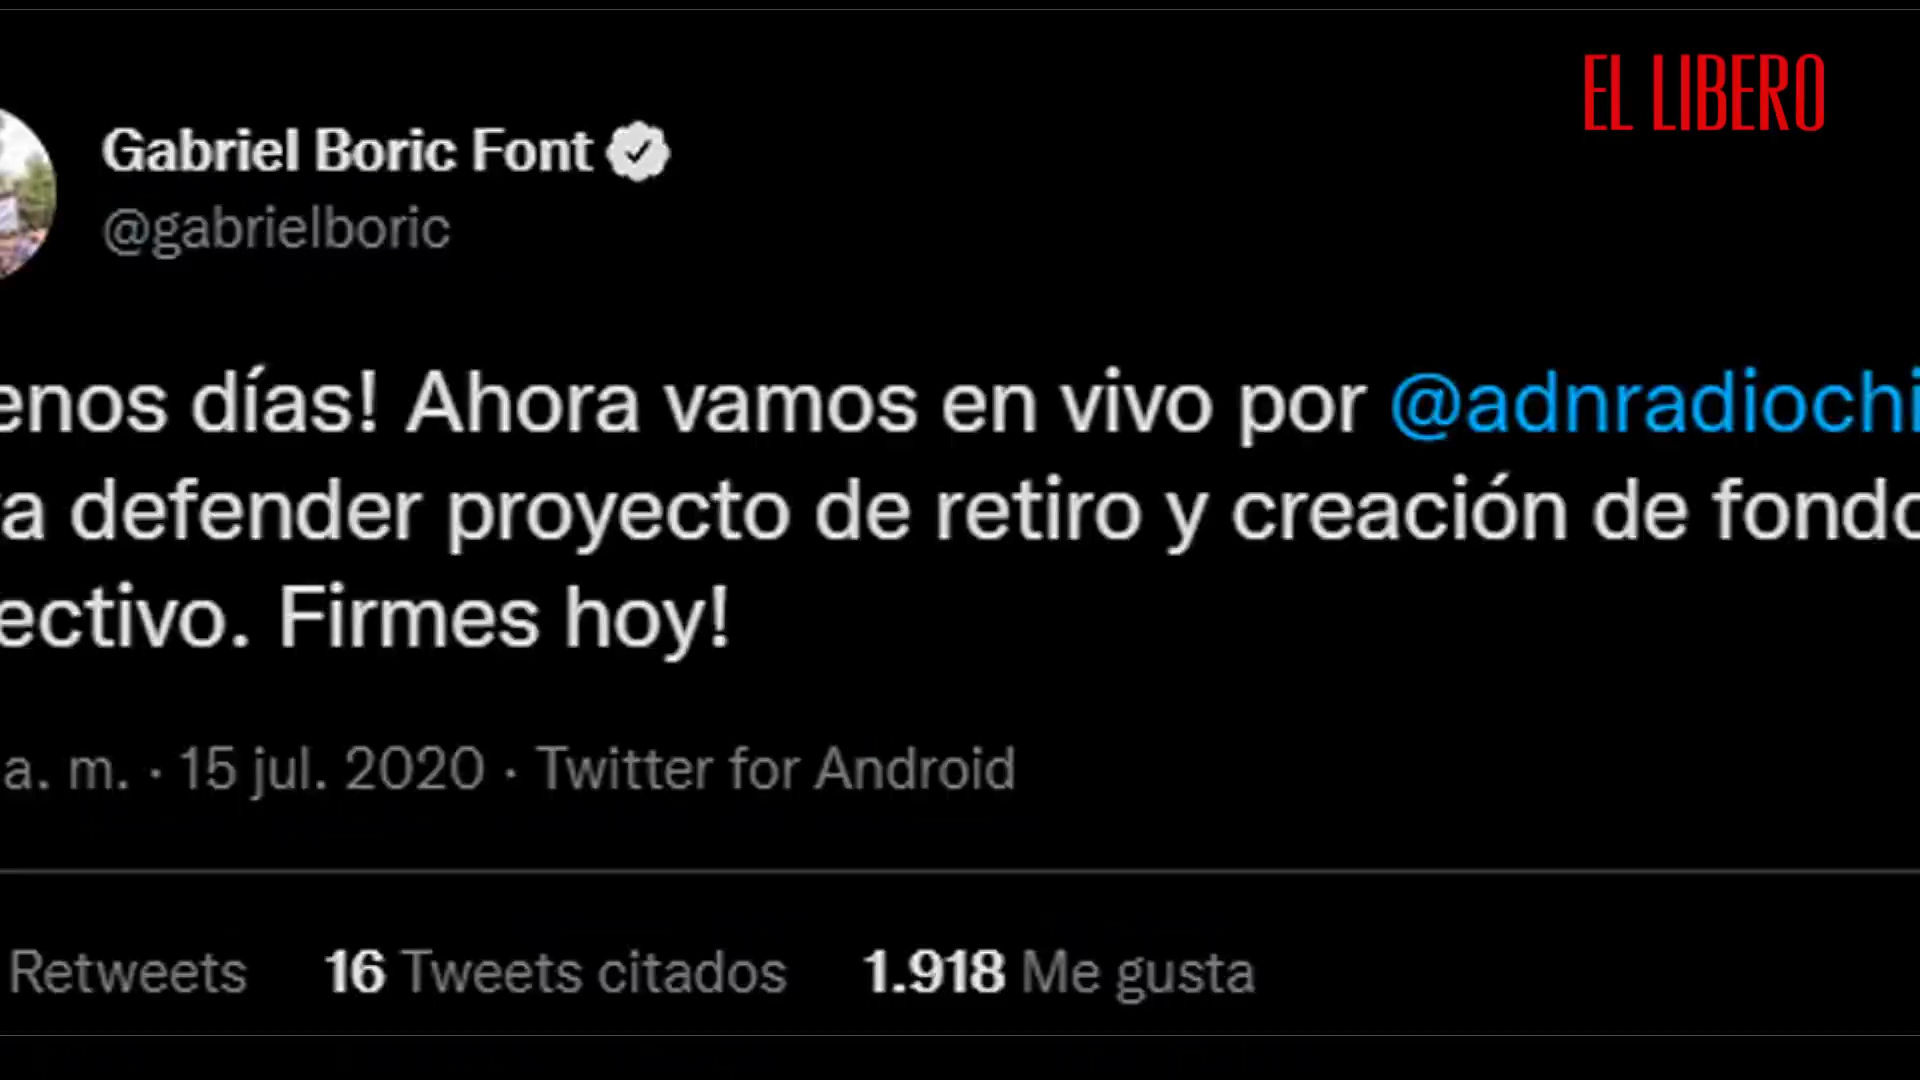 EL LIBERO
Gabriel Boric Font
@gabrielboric
enos días! Ahora vamos en vivo por @adnradiochi
a defender proyecto de retiro y creación de fondo
ectivo. Firmes hoy!
a. m. · 15 jul. 2020 · Twitter for Android
Retweets 16 Tweets citados 1.918 Me gusta